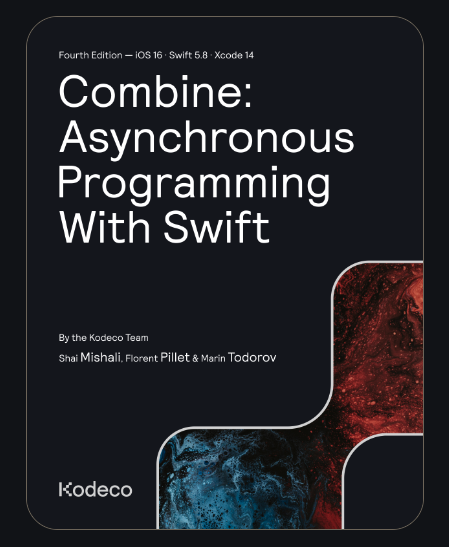 Fourth Edition — iOS 16 · Swift 5.8 · Xcode 14
Combine:
Asynchronous
Programming
With Swift
By the Kodeco Team
Shai Mishali, Florent Pillet & Marin Todorov
Kodeco